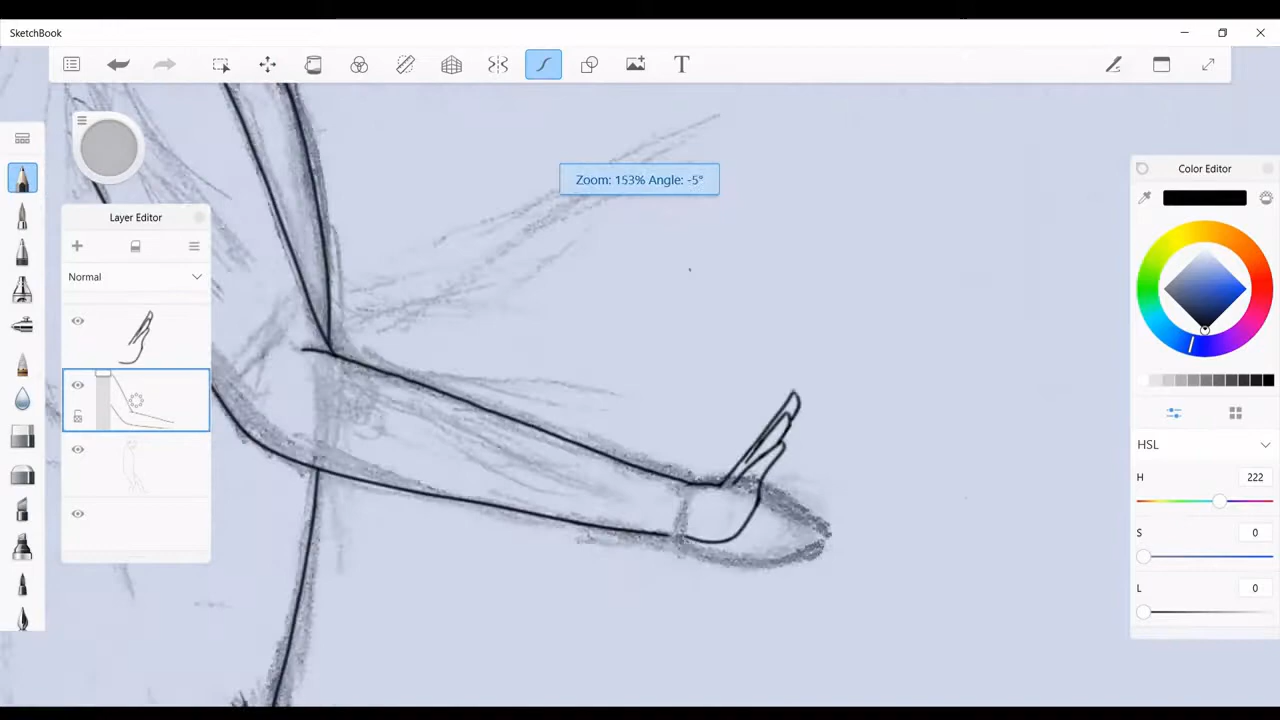 SketchBook
T
Zoom: 153% Angle: -5°
Color Editor
Layer Editor
Normal
HSL
H 222
S 0
L 0